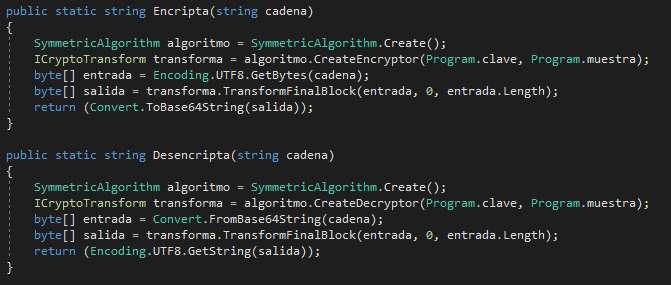 public static string Encripta(string cadena)
{
SymmetricAlgorithm algoritmo = SymmetricAlgorithm.Create();
ICryptoTransform transforma = algoritmo.CreateEncryptor(Program.clave, Program.muestra);
byte[] entrada = Encoding.UTF8.GetBytes(cadena);
byte[] salida = transforma.TransformFinalBlock(entrada, 0, entrada.Length);
return (Convert.ToBase64String(salida));
}
public static string Desencripta(string cadena)
{
SymmetricAlgorithm algoritmo = SymmetricAlgorithm.Create();
ICryptoTransform transforma = algoritmo.CreateDecryptor(Program.clave, Program.muestra);
byte[] entrada = Convert.FromBase64String(cadena);
byte[] salida = transforma.TransformFinalBlock(entrada, 0, entrada.Length);
return (Encoding.UTF8.GetString(salida));
}